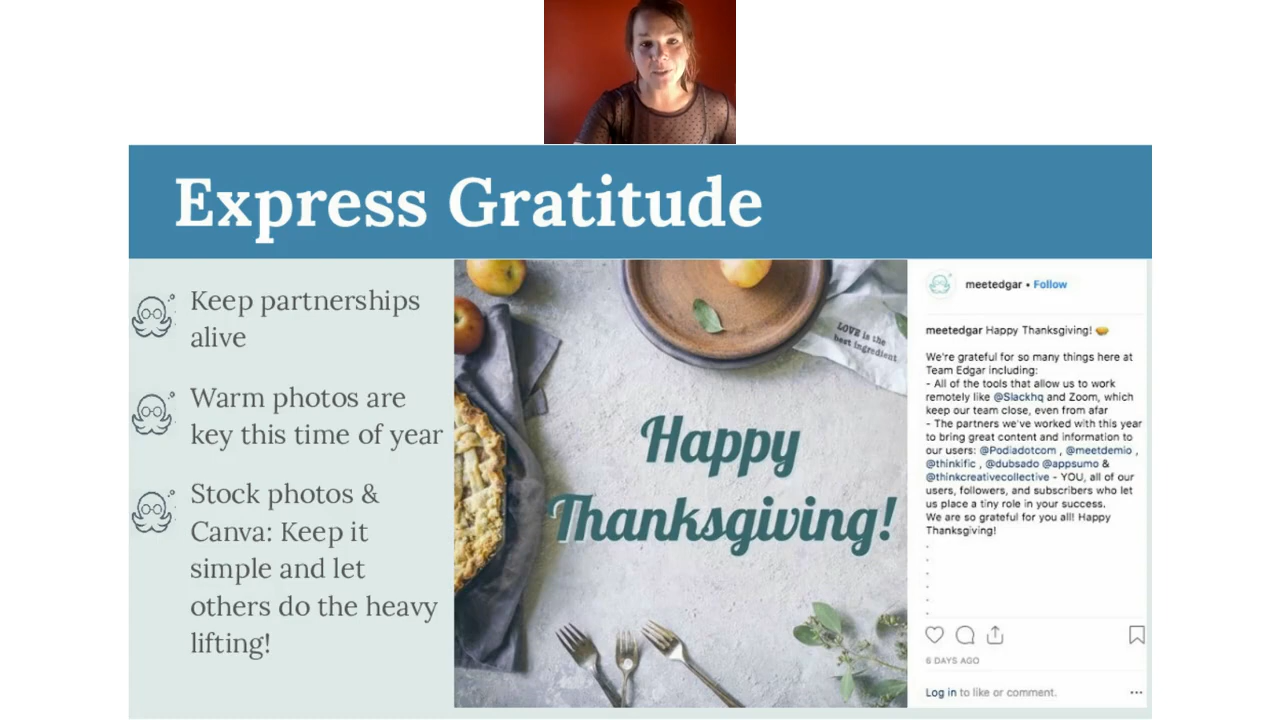 Express Gratitude
Keep partnerships
alive
Warm photos are
key this time of year
Stock photos &
Canva: Keep it
simple and let
others do the heavy
lifting!
LOVE is the
best ingredient
Happy
Thanksgiving!
meetedgar • Follow
meetedgar Happy Thanksgiving! 🥧
We're grateful for so many things here at
Team Edgar including:
- All of the tools that allow us to work
remotely like @Slackhq and Zoom, which
keep our team close, even from afar
- The partners we've worked with this year
to bring great content and information to
our users: @Podiadotcom , @meetdemio ,
@thinkific , @dubsado @appsumo &
@thinkcreativecollective - YOU, all of our
users, followers, and subscribers who let
us place a tiny role in your success.
We are so grateful for you all! Happy
Thanksgiving!
.
.
.
.
.
.
6 DAYS AGO
Log in to like or comment.